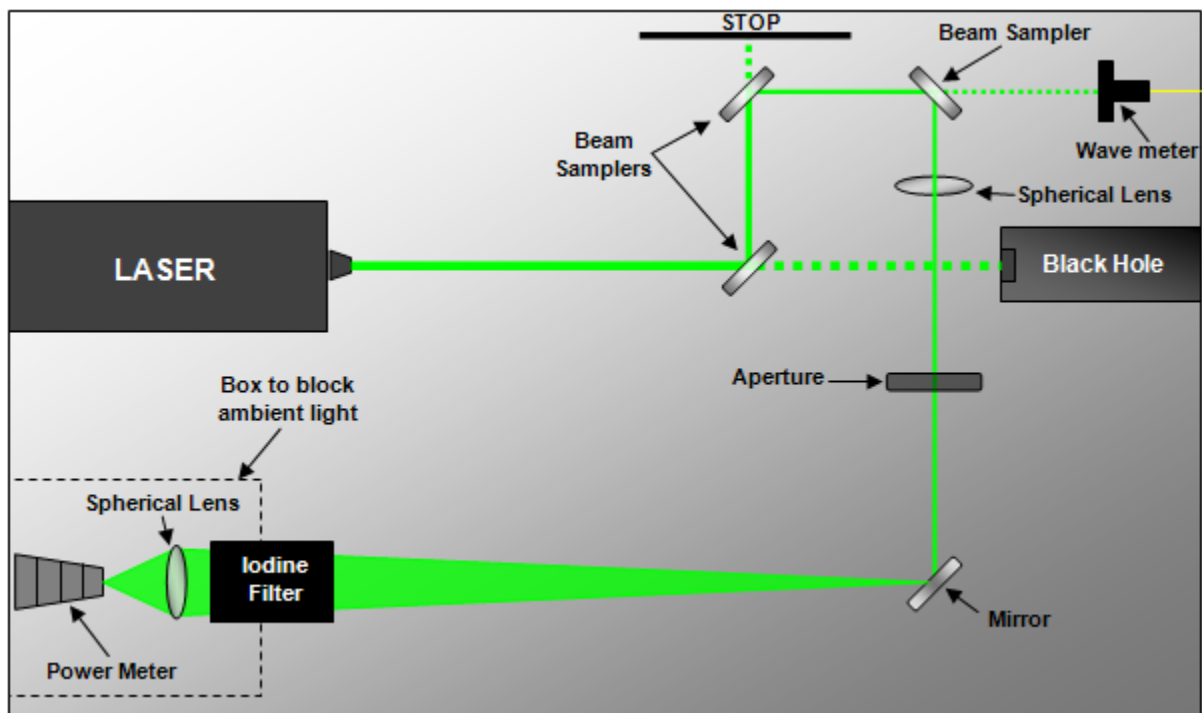 STOP
Beam Sampler
Beam
Samplers
Wave meter
Spherical Lens
LASER
Black Hole
Aperture
Box to block
ambient light
Spherical Lens
Iodine
Filter
Mirror
Power Meter